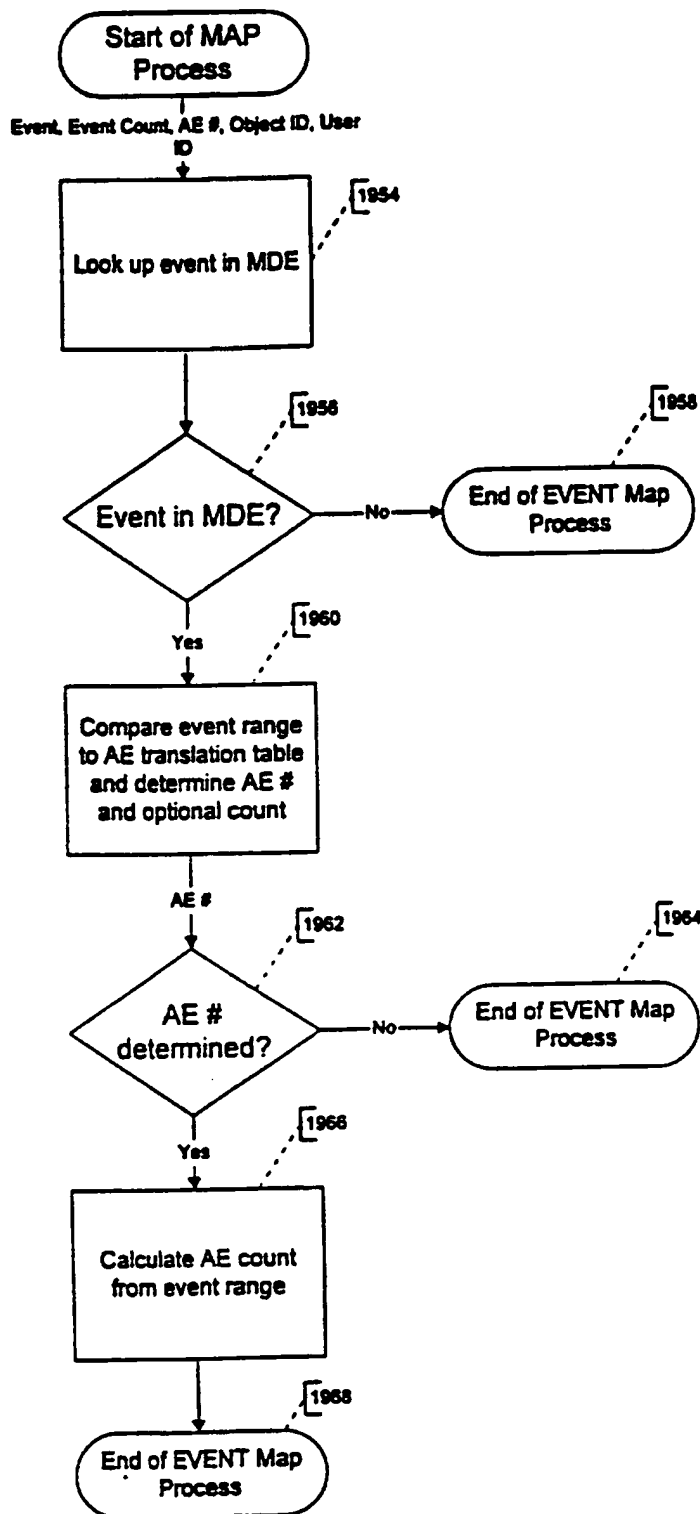 Start of MAP
Process
Event, Event Count, AE #, Object ID, User
ID
1954
Look up event in MDE
1956
1958
Event in MDE?
No
End of EVENT Map
Process
1960
Yes
Compare event range
to AE translation table
and determine AE #
and optional count
AE #
1962
1964
AE #
determined?
No
End of EVENT Map
Process
1966
Yes
Calculate AE count
from event range
1968
End of EVENT Map
Process